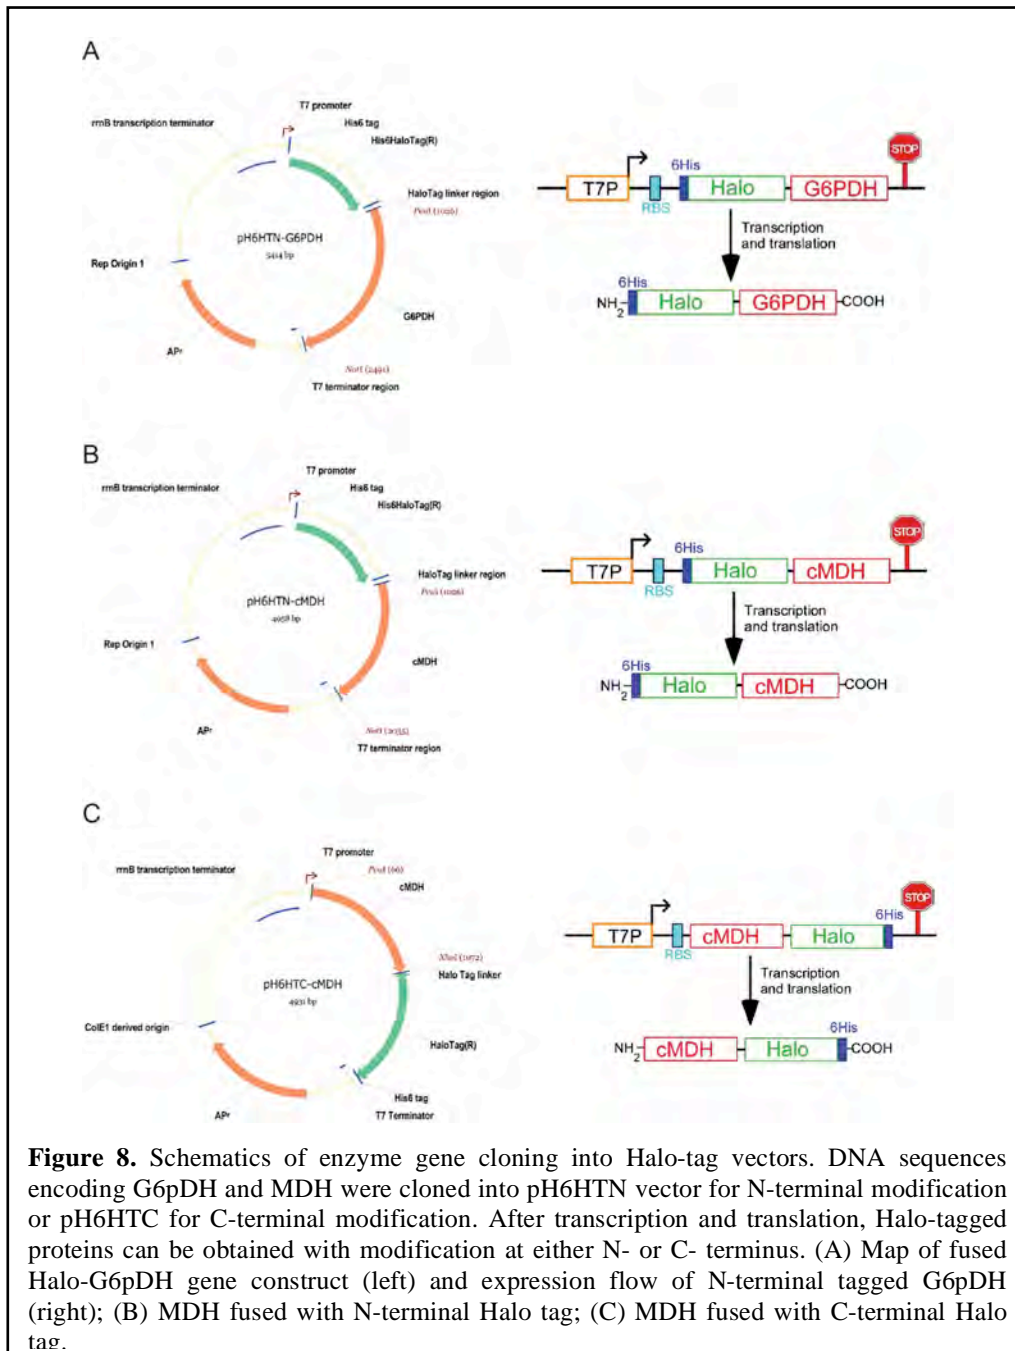 A
T7 promoter
rrnB transcription terminator
His6 tag
His6HaloTag(R)
HaloTag linker region
PvuI (1026)
pH6HTN-G6PDH
5414 bp
Rep Origin 1
G6PDH
APr
NotI (2491)
T7 terminator region
STOP
6His
T7P
Halo
G6PDH
RBS
Transcription
and translation
6His
NH2
Halo
G6PDH
COOH
B
T7 promoter
rrnB transcription terminator
His6 tag
His6HaloTag(R)
HaloTag linker region
PvuI (1026)
pH6HTN-cMDH
4958 bp
Rep Origin 1
cMDH
APr
NotI (2035)
T7 terminator region
STOP
6His
T7P
Halo
cMDH
RBS
Transcription
and translation
6His
NH2
Halo
cMDH
COOH
C
T7 promoter
rrnB transcription terminator
PvuI (66)
cMDH
XhoI (1072)
Halo Tag linker
pH6HTC-cMDH
4931 bp
ColE1 derived origin
HaloTag(R)
His6 tag
APr
T7 Terminator
STOP
6His
T7P
cMDH
Halo
RBS
Transcription
and translation
6His
NH2
cMDH
Halo
COOH
Figure 8. Schematics of enzyme gene cloning into Halo-tag vectors. DNA sequences
encoding G6pDH and MDH were cloned into pH6HTN vector for N-terminal modification
or pH6HTC for C-terminal modification. After transcription and translation, Halo-tagged
proteins can be obtained with modification at either N- or C- terminus. (A) Map of fused
Halo-G6pDH gene construct (left) and expression flow of N-terminal tagged G6pDH
(right); (B) MDH fused with N-terminal Halo tag; (C) MDH fused with C-terminal Halo
tag.